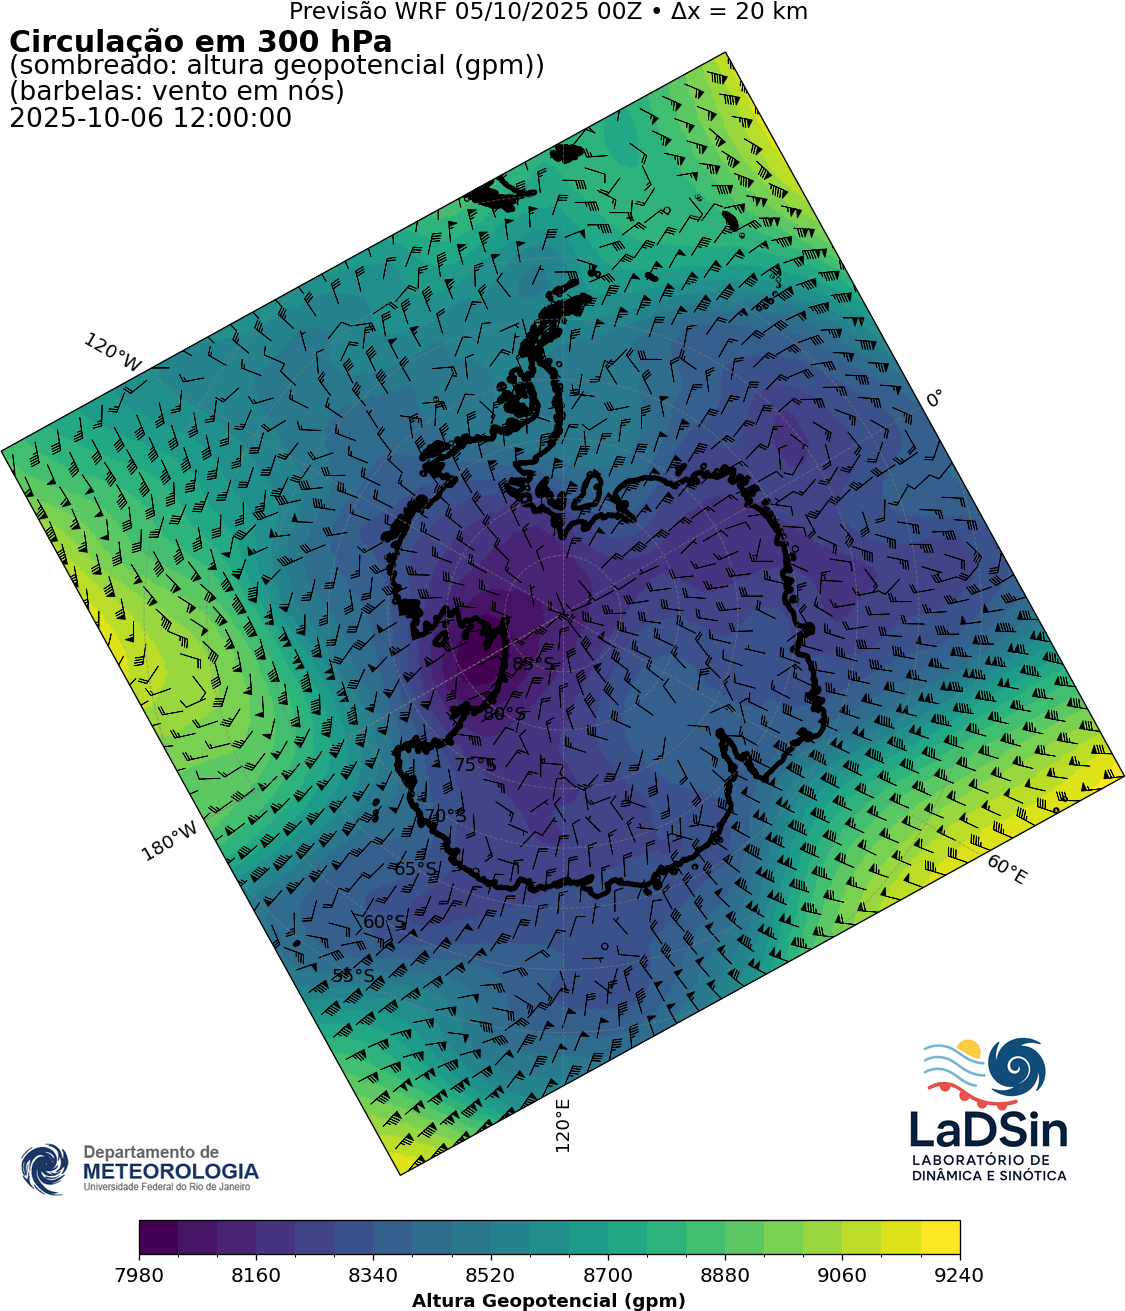 Previsão WRF 05/10/2025 00Z • Δx = 20 km
Circulação em 300 hPa
(sombreado: altura geopotencial (gpm))
(barbelas: vento em nós)
2025-10-06 12:00:00
120°W
0°
85°S
80°S
75°S
70°S
180°W
65°S
60°E
60°S
55°S
120°E
LaDSin
LABORATÓRIO DE
DINÂMICA E SINÓTICA
Departamento de
METEOROLOGIA
Universidade Federal do Rio de Janeiro
7980 8160 8340 8520 8700 8880 9060 9240
Altura Geopotencial (gpm)